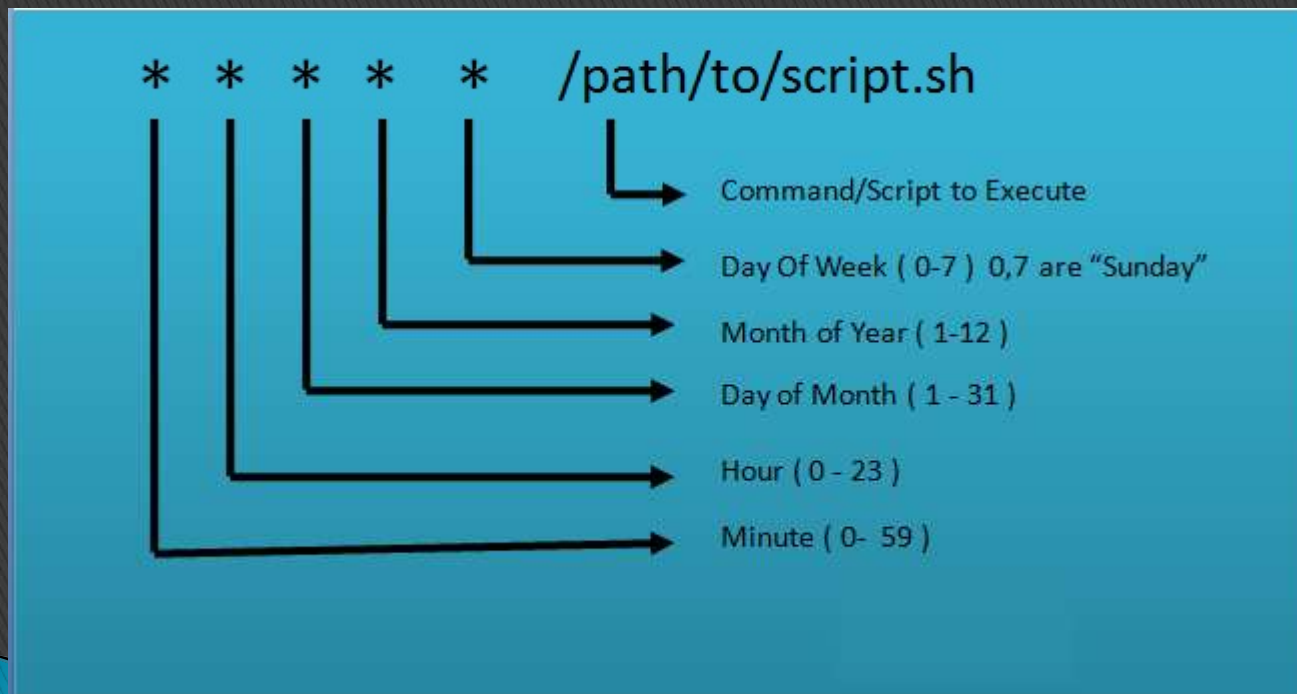 * * * * * /path/to/script.sh
Command/Script to Execute
Day Of Week ( 0-7 ) 0,7 are “Sunday”
Month of Year ( 1-12 )
Day of Month ( 1 - 31 )
Hour ( 0 - 23 )
Minute ( 0- 59 )